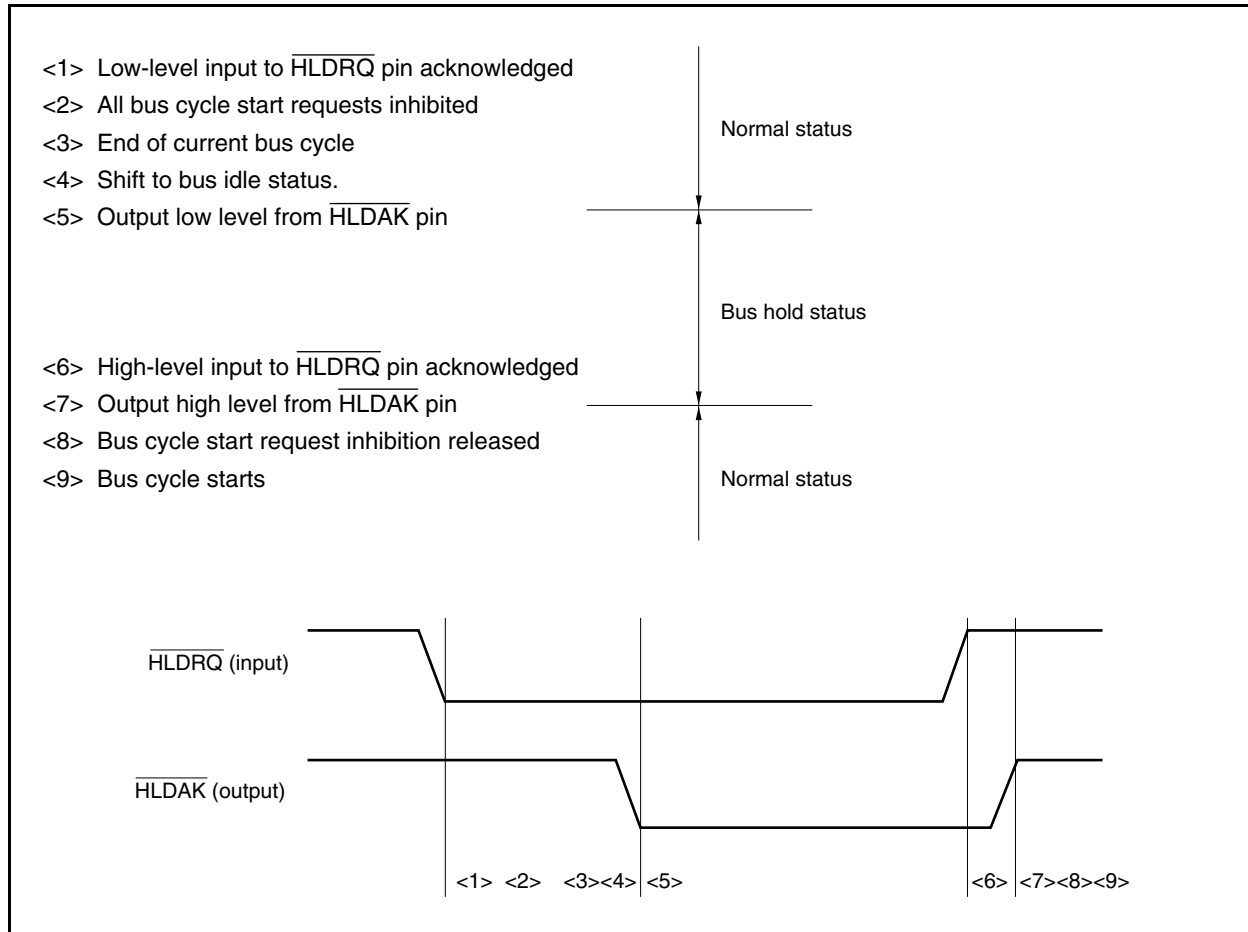 <1> Low-level input to HLDRQ pin acknowledged
<2> All bus cycle start requests inhibited
<3> End of current bus cycle
<4> Shift to bus idle status.
<5> Output low level from HLDAK pin
Normal status
Bus hold status
<6> High-level input to HLDRQ pin acknowledged
<7> Output high level from HLDAK pin
<8> Bus cycle start request inhibition released
<9> Bus cycle starts
Normal status
HLDRQ (input)
HLDAK (output)
<1> <2> <3><4> <5> <6> <7><8><9>